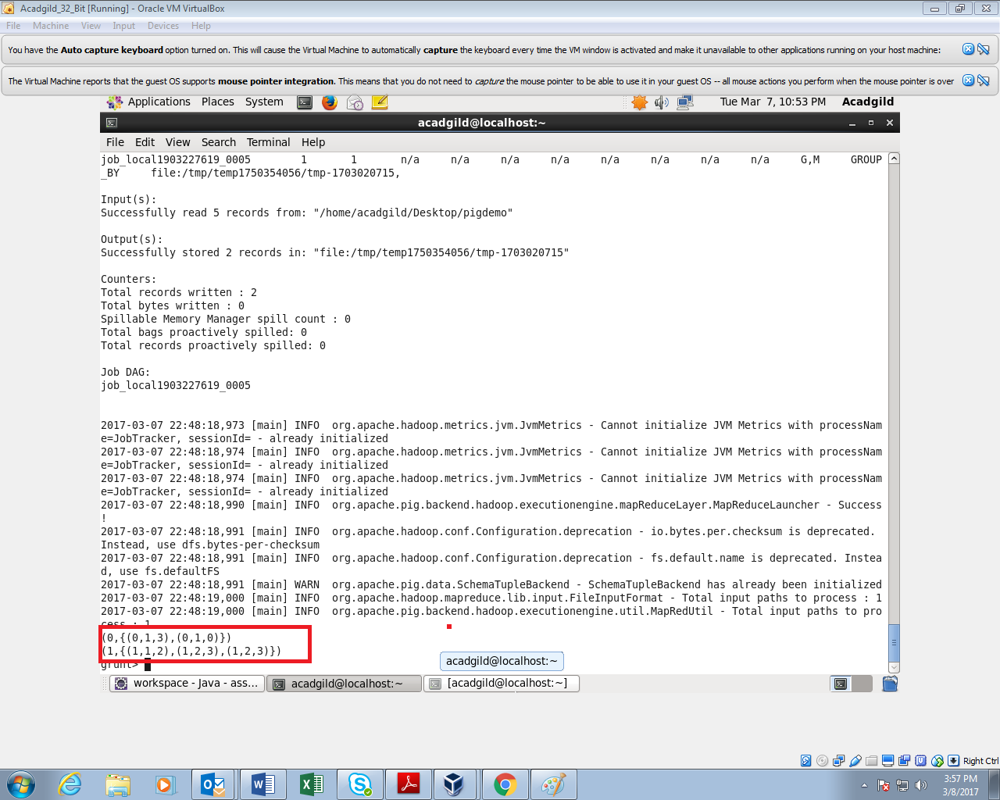 Acadgild_32_Bit [Running] - Oracle VM VirtualBox
File Machine View Input Devices Help
You have the Auto capture keyboard option turned on. This will cause the Virtual Machine to automatically capture the keyboard every time the VM window is activated and make it unavailable to other applications running on your host machine:
The Virtual Machine reports that the guest OS supports mouse pointer integration. This means that you do not need to capture the mouse pointer to be able to use it in your guest OS -- all mouse actions you perform when the mouse pointer is over
Applications Places System Tue Mar 7, 10:53 PM Acadgild
acadgild@localhost:~
File Edit View Search Terminal Help
job_local1903227619_0005 1 1 n/a n/a n/a n/a n/a n/a n/a n/a G,M GROUP
_BY file:/tmp/temp1750354056/tmp-1703020715,
Input(s):
Successfully read 5 records from: "/home/acadgild/Desktop/pigdemo"
Output(s):
Successfully stored 2 records in: "file:/tmp/temp1750354056/tmp-1703020715"
Counters:
Total records written : 2
Total bytes written : 0
Spillable Memory Manager spill count : 0
Total bags proactively spilled: 0
Total records proactively spilled: 0
Job DAG:
job_local1903227619_0005
2017-03-07 22:48:18,973 [main] INFO org.apache.hadoop.metrics.jvm.JvmMetrics - Cannot initialize JVM Metrics with processNam
e=JobTracker, sessionId= - already initialized
2017-03-07 22:48:18,974 [main] INFO org.apache.hadoop.metrics.jvm.JvmMetrics - Cannot initialize JVM Metrics with processNam
e=JobTracker, sessionId= - already initialized
2017-03-07 22:48:18,974 [main] INFO org.apache.hadoop.metrics.jvm.JvmMetrics - Cannot initialize JVM Metrics with processNam
e=JobTracker, sessionId= - already initialized
2017-03-07 22:48:18,990 [main] INFO org.apache.pig.backend.hadoop.executionengine.mapReduceLayer.MapReduceLauncher - Success
!
2017-03-07 22:48:18,991 [main] INFO org.apache.hadoop.conf.Configuration.deprecation - io.bytes.per.checksum is deprecated.
Instead, use dfs.bytes-per-checksum
2017-03-07 22:48:18,991 [main] INFO org.apache.hadoop.conf.Configuration.deprecation - fs.default.name is deprecated. Instea
d, use fs.defaultFS
2017-03-07 22:48:18,991 [main] WARN org.apache.pig.data.SchemaTupleBackend - SchemaTupleBackend has already been initialized
2017-03-07 22:48:19,000 [main] INFO org.apache.hadoop.mapreduce.lib.input.FileInputFormat - Total input paths to process : 1
2017-03-07 22:48:19,000 [main] INFO org.apache.pig.backend.hadoop.executionengine.util.MapRedUtil - Total input paths to pro
cess : 1
(0,{(0,1,3),(0,1,0)})
(1,{(1,1,2),(1,2,3),(1,2,3)})
grunt>
acadgild@localhost:~
workspace - Java - ass... acadgild@localhost:~ [acadgild@localhost:~]
Right Ctrl
3:57 PM
3/8/2017